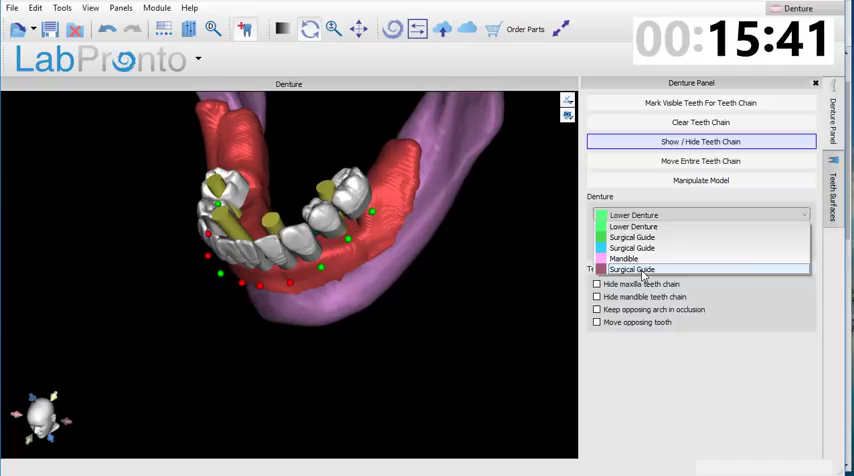 File Edit Tools View Panels Module Help
Denture
Order Parts
00:15:41
LabPronto
Denture
Denture Panel
Mark Visible Teeth For Teeth Chain
Clear Teeth Chain
Show / Hide Teeth Chain
Move Entire Teeth Chain
Manipulate Model
Denture
Lower Denture
Lower Denture
Surgical Guide
Surgical Guide
Mandible
Surgical Guide
Hide maxilla teeth chain
Hide mandible teeth chain
Keep opposing arch in occlusion
Move opposing tooth
Denture Panel
Teeth Surfaces